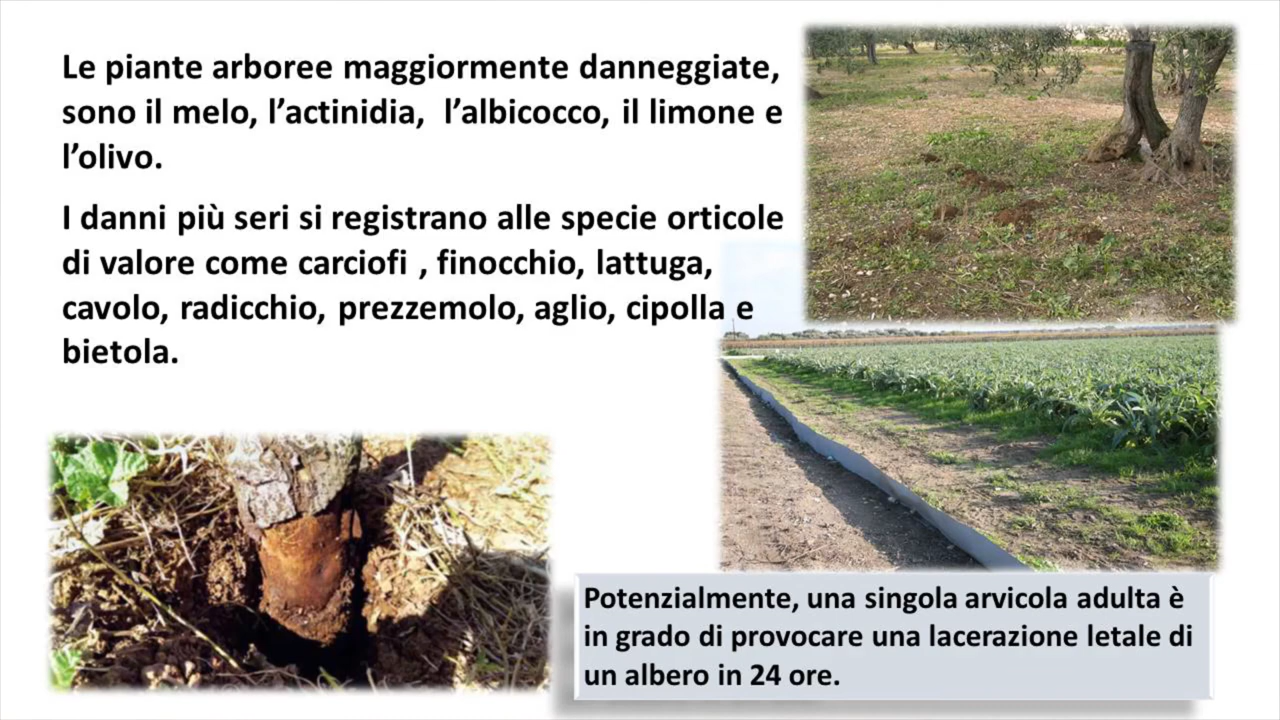 Le piante arboree maggiormente danneggiate,
sono il melo, l’actinidia,  l’albicocco, il limone e
l’olivo.
I danni più seri si registrano alle specie orticole
di valore come carciofi , finocchio, lattuga,
cavolo, radicchio, prezzemolo, aglio, cipolla e
bietola.
Potenzialmente, una singola arvicola adulta è
in grado di provocare una lacerazione letale di
un albero in 24 ore.